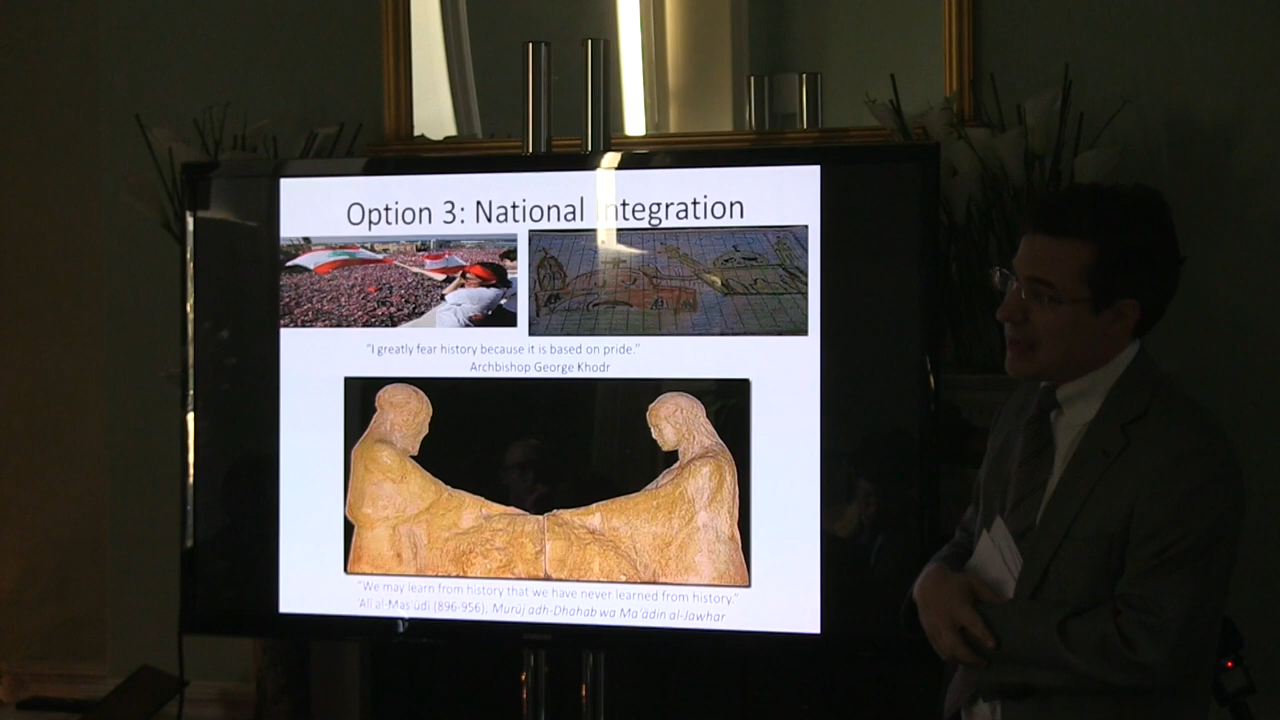 Option 3: National Integration
"I greatly fear history because it is based on pride."
Archbishop George Khodr
"We may learn from history that we have never learned from history."
'Alī al-Mas'ūdi (896-956), Murūj adh-Dhahab wa Ma'ādin al-Jawhar
SAMSUNG